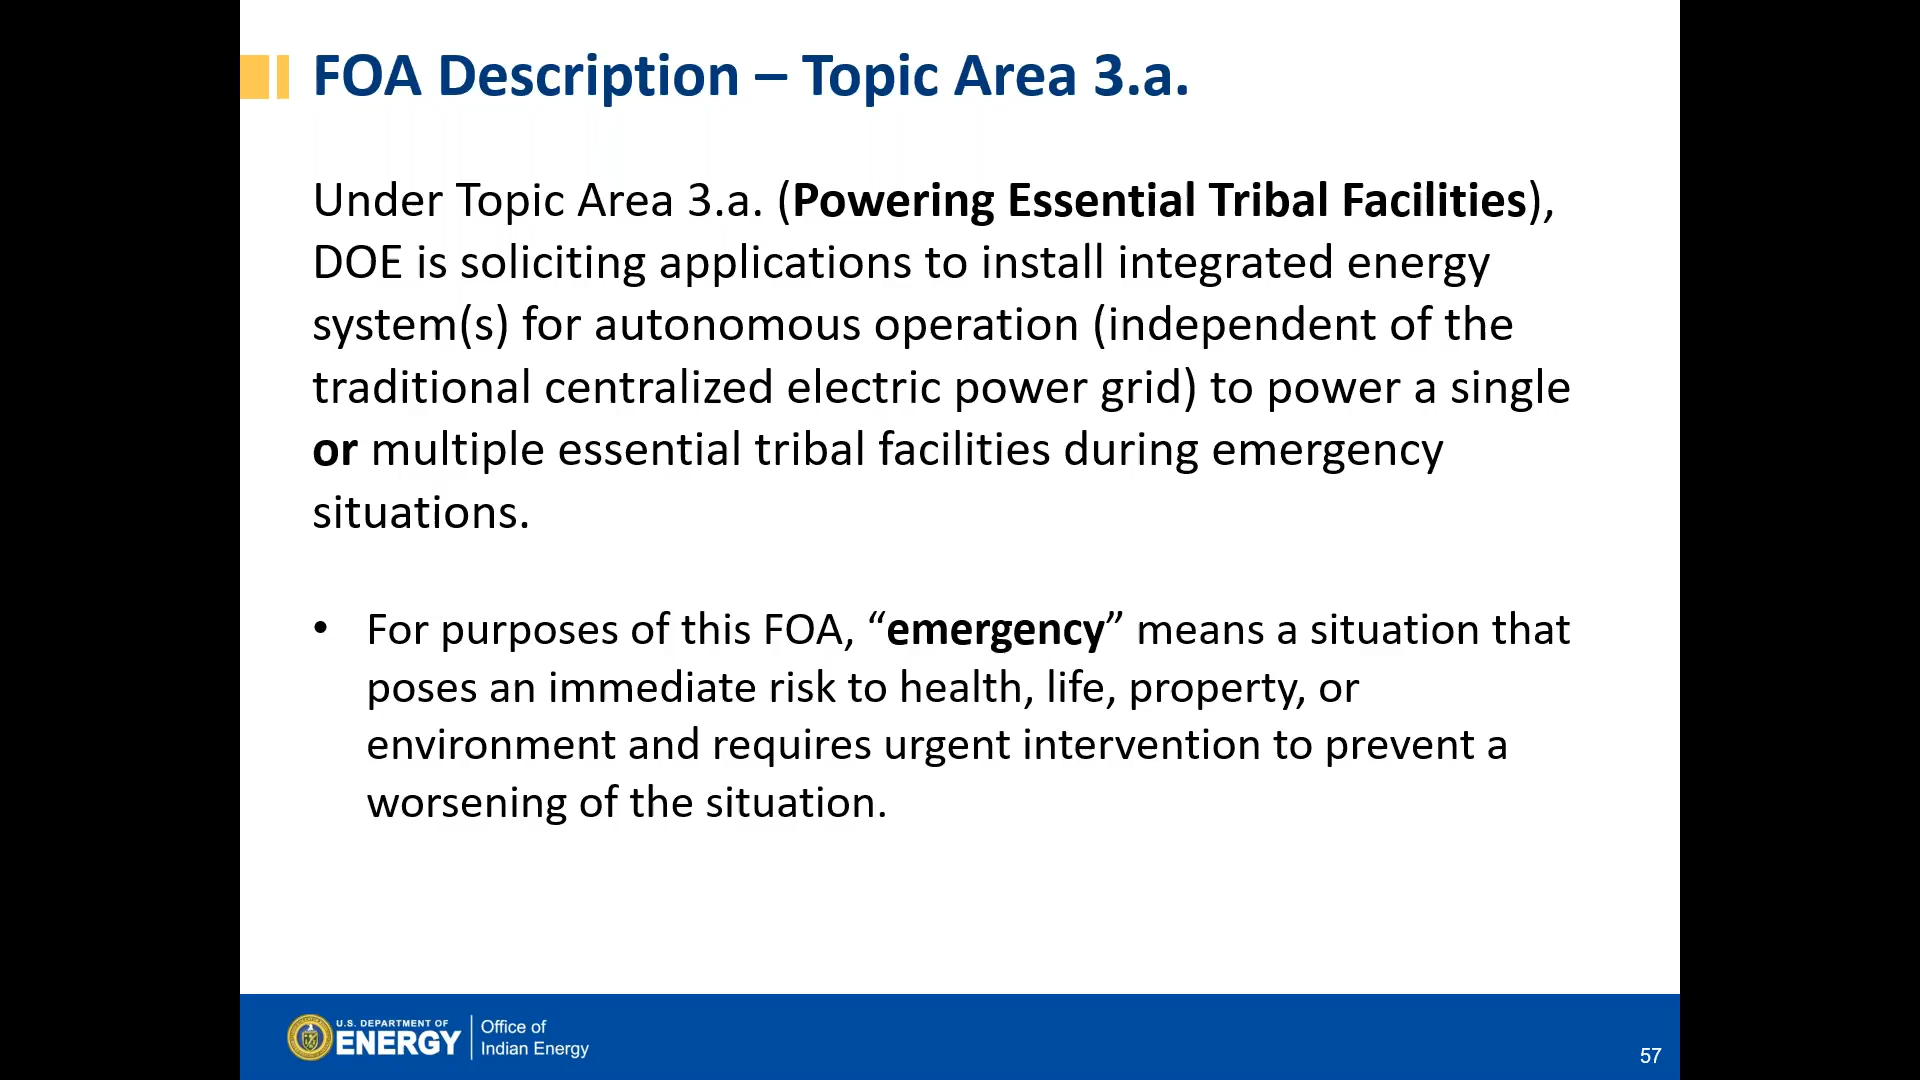 FOA Description – Topic Area 3.a.
Under Topic Area 3.a. (Powering Essential Tribal Facilities),
DOE is soliciting applications to install integrated energy
system(s) for autonomous operation (independent of the
traditional centralized electric power grid) to power a single
or multiple essential tribal facilities during emergency
situations.
• For purposes of this FOA, “emergency” means a situation that
poses an immediate risk to health, life, property, or
environment and requires urgent intervention to prevent a
worsening of the situation.
U.S. DEPARTMENT OF
ENERGY
Office of
Indian Energy
57